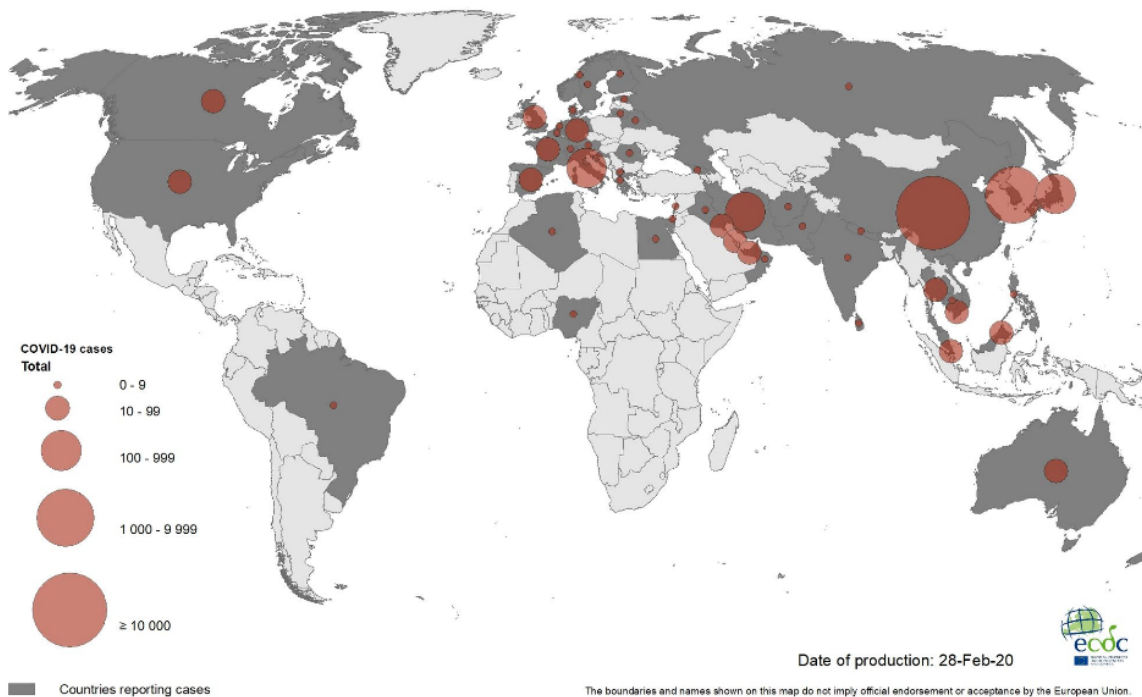 COVID-19 cases
Total
0 - 9
10 - 99
100 - 999
1 000 - 9 999
≥ 10 000
Countries reporting cases
Date of production: 28-Feb-20
ecdc
The boundaries and names shown on this map do not imply official endorsement or acceptance by the European Union.